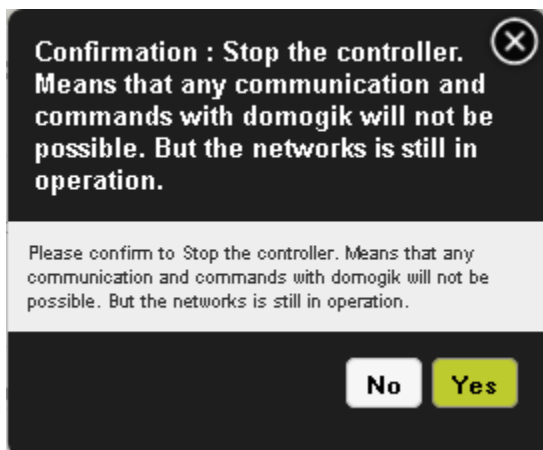 Confirmation : Stop the controller.
Means that any communication and
commands with domogik will not be
possible. But the networks is still in
operation.
Please confirm to Stop the controller. Means that any
communication and commands with domogik will not be
possible. But the networks is still in operation.
No Yes